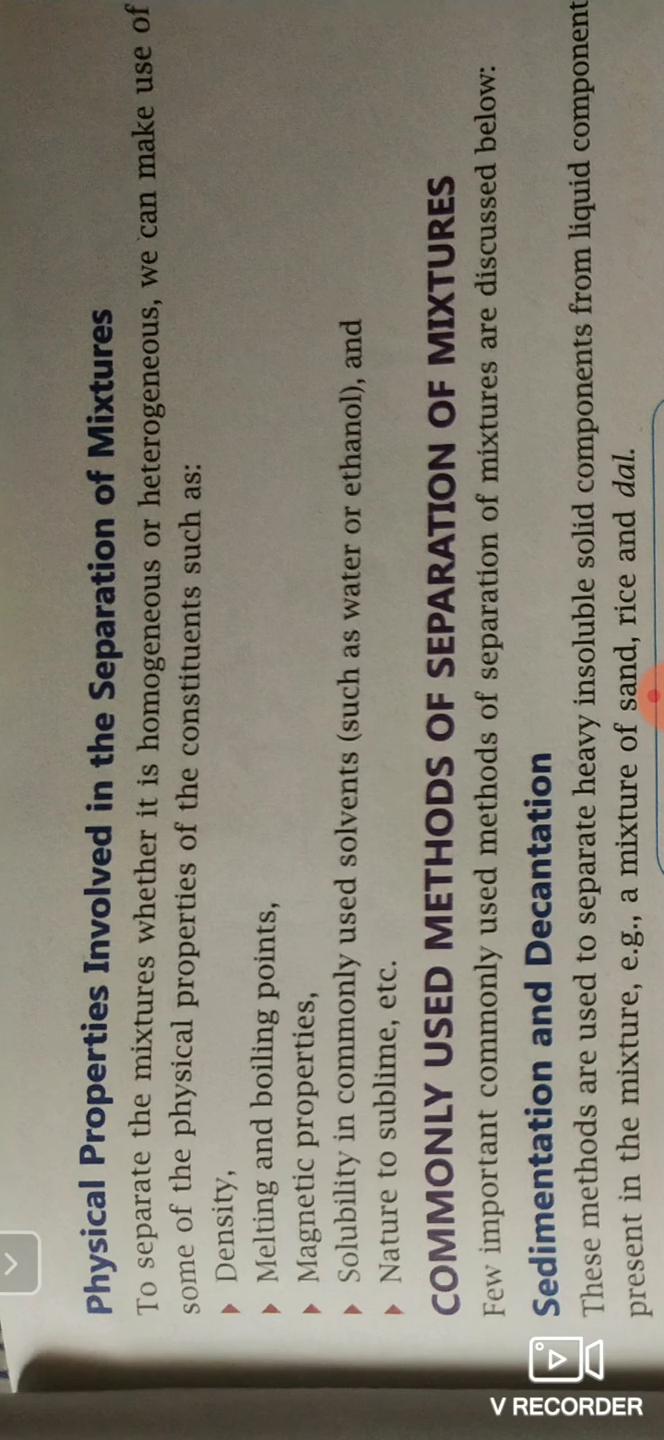 Physical Properties Involved in the Separation of Mixtures
To separate the mixtures whether it is homogeneous or heterogeneous, we can make use of
some of the physical properties of the constituents such as:
Density,
Melting and boiling points,
Magnetic properties,
Solubility in commonly used solvents (such as water or ethanol), and
Nature to sublime, etc.
COMMONLY USED METHODS OF SEPARATION OF MIXTURES
Few important commonly used methods of separation of mixtures are discussed below:
Sedimentation and Decantation
These methods are used to separate heavy insoluble solid components from liquid component
present in the mixture, e.g., a mixture of sand, rice and dal.
V RECORDER